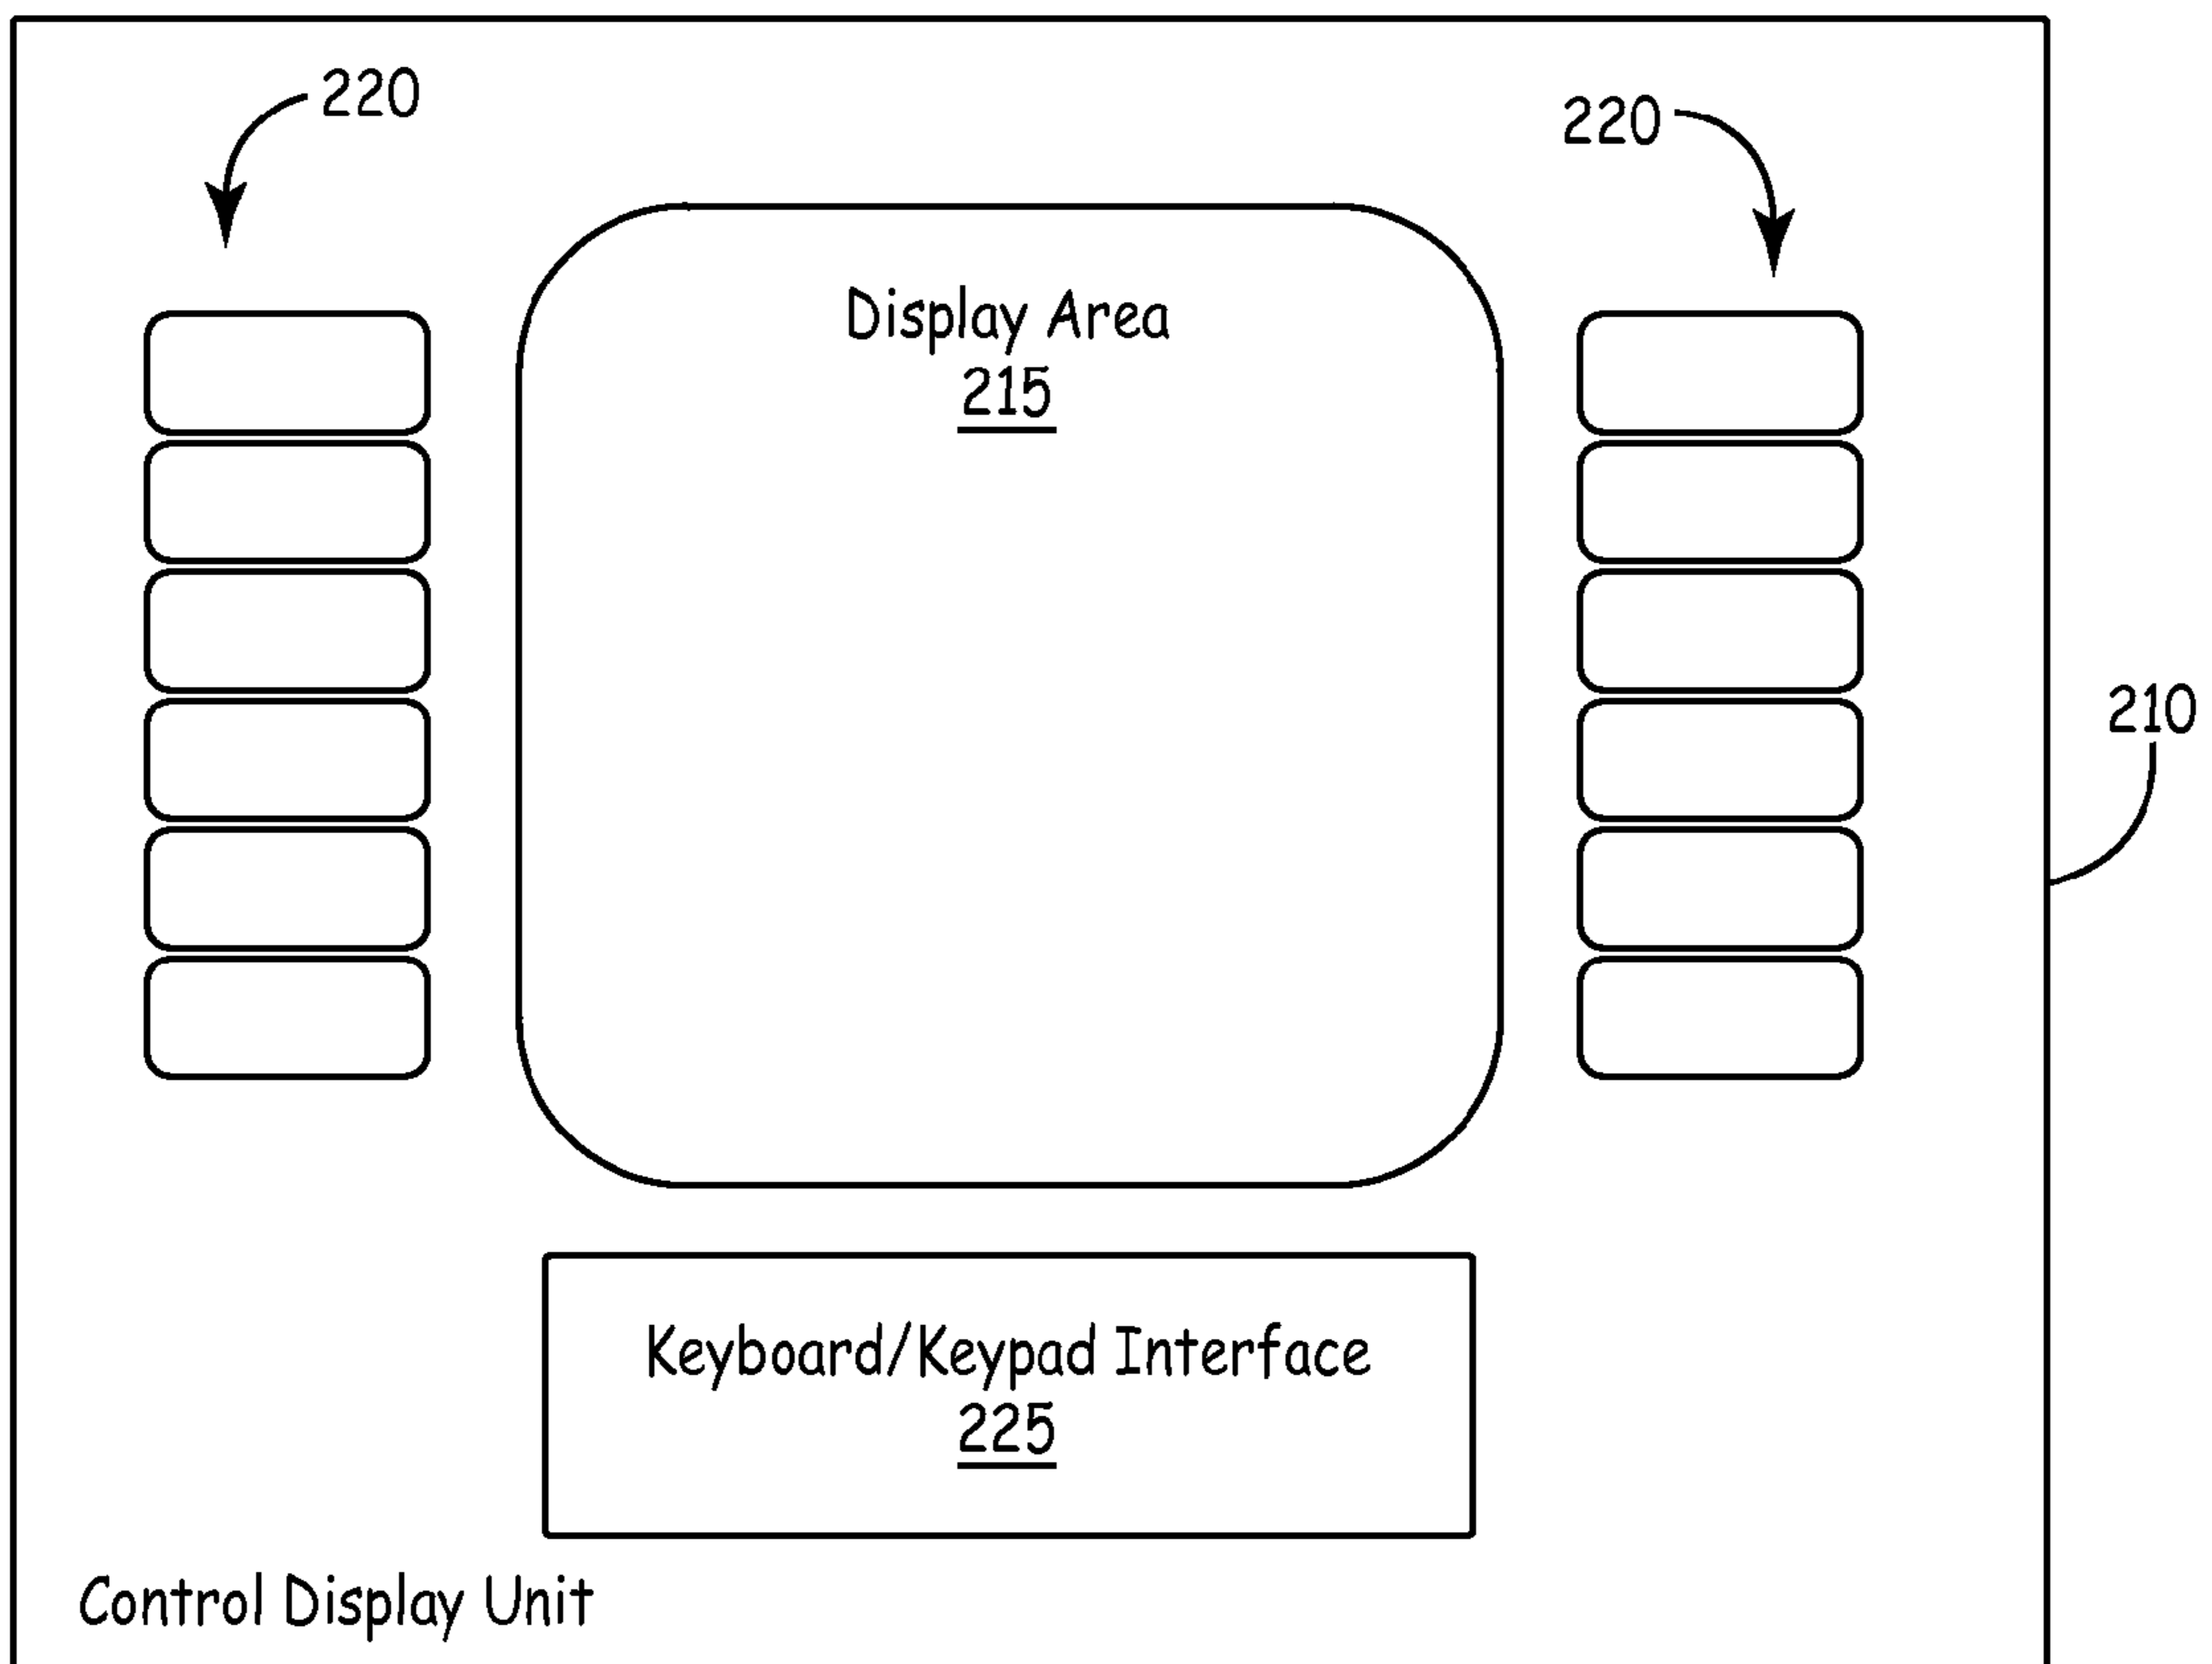 220
220
Display Area
215
210
Keyboard/Keypad Interface
225
Control Display Unit